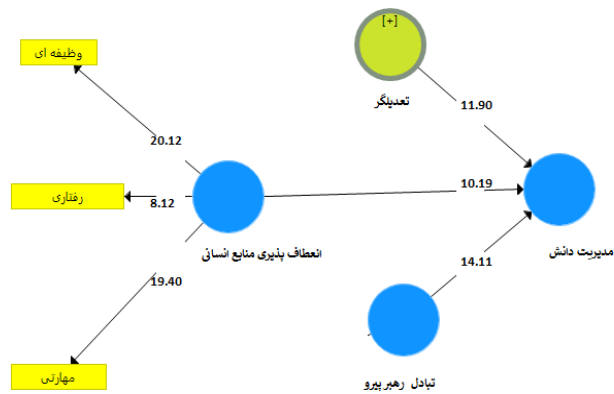 [+]
وظیفه ای
تعدیلگر
11.90
20.12
رفتاری
8.12
10.19
انعطاف پذیری منابع انسانی
مدیریت دانش
14.11
19.40
مهارتی
تبادل رهبر پیرو